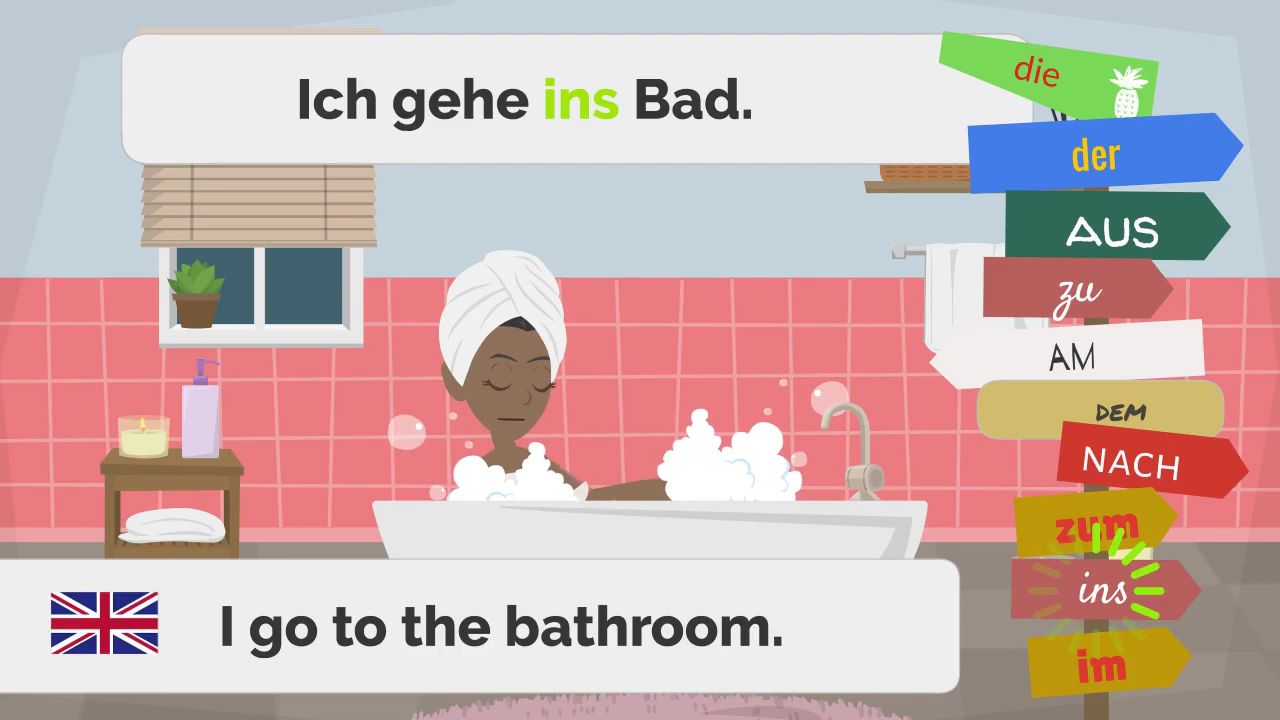 Ich gehe ins Bad.
die
der
AUS
zu
AM
DEM
NACH
zum
ins
im
I go to the bathroom.